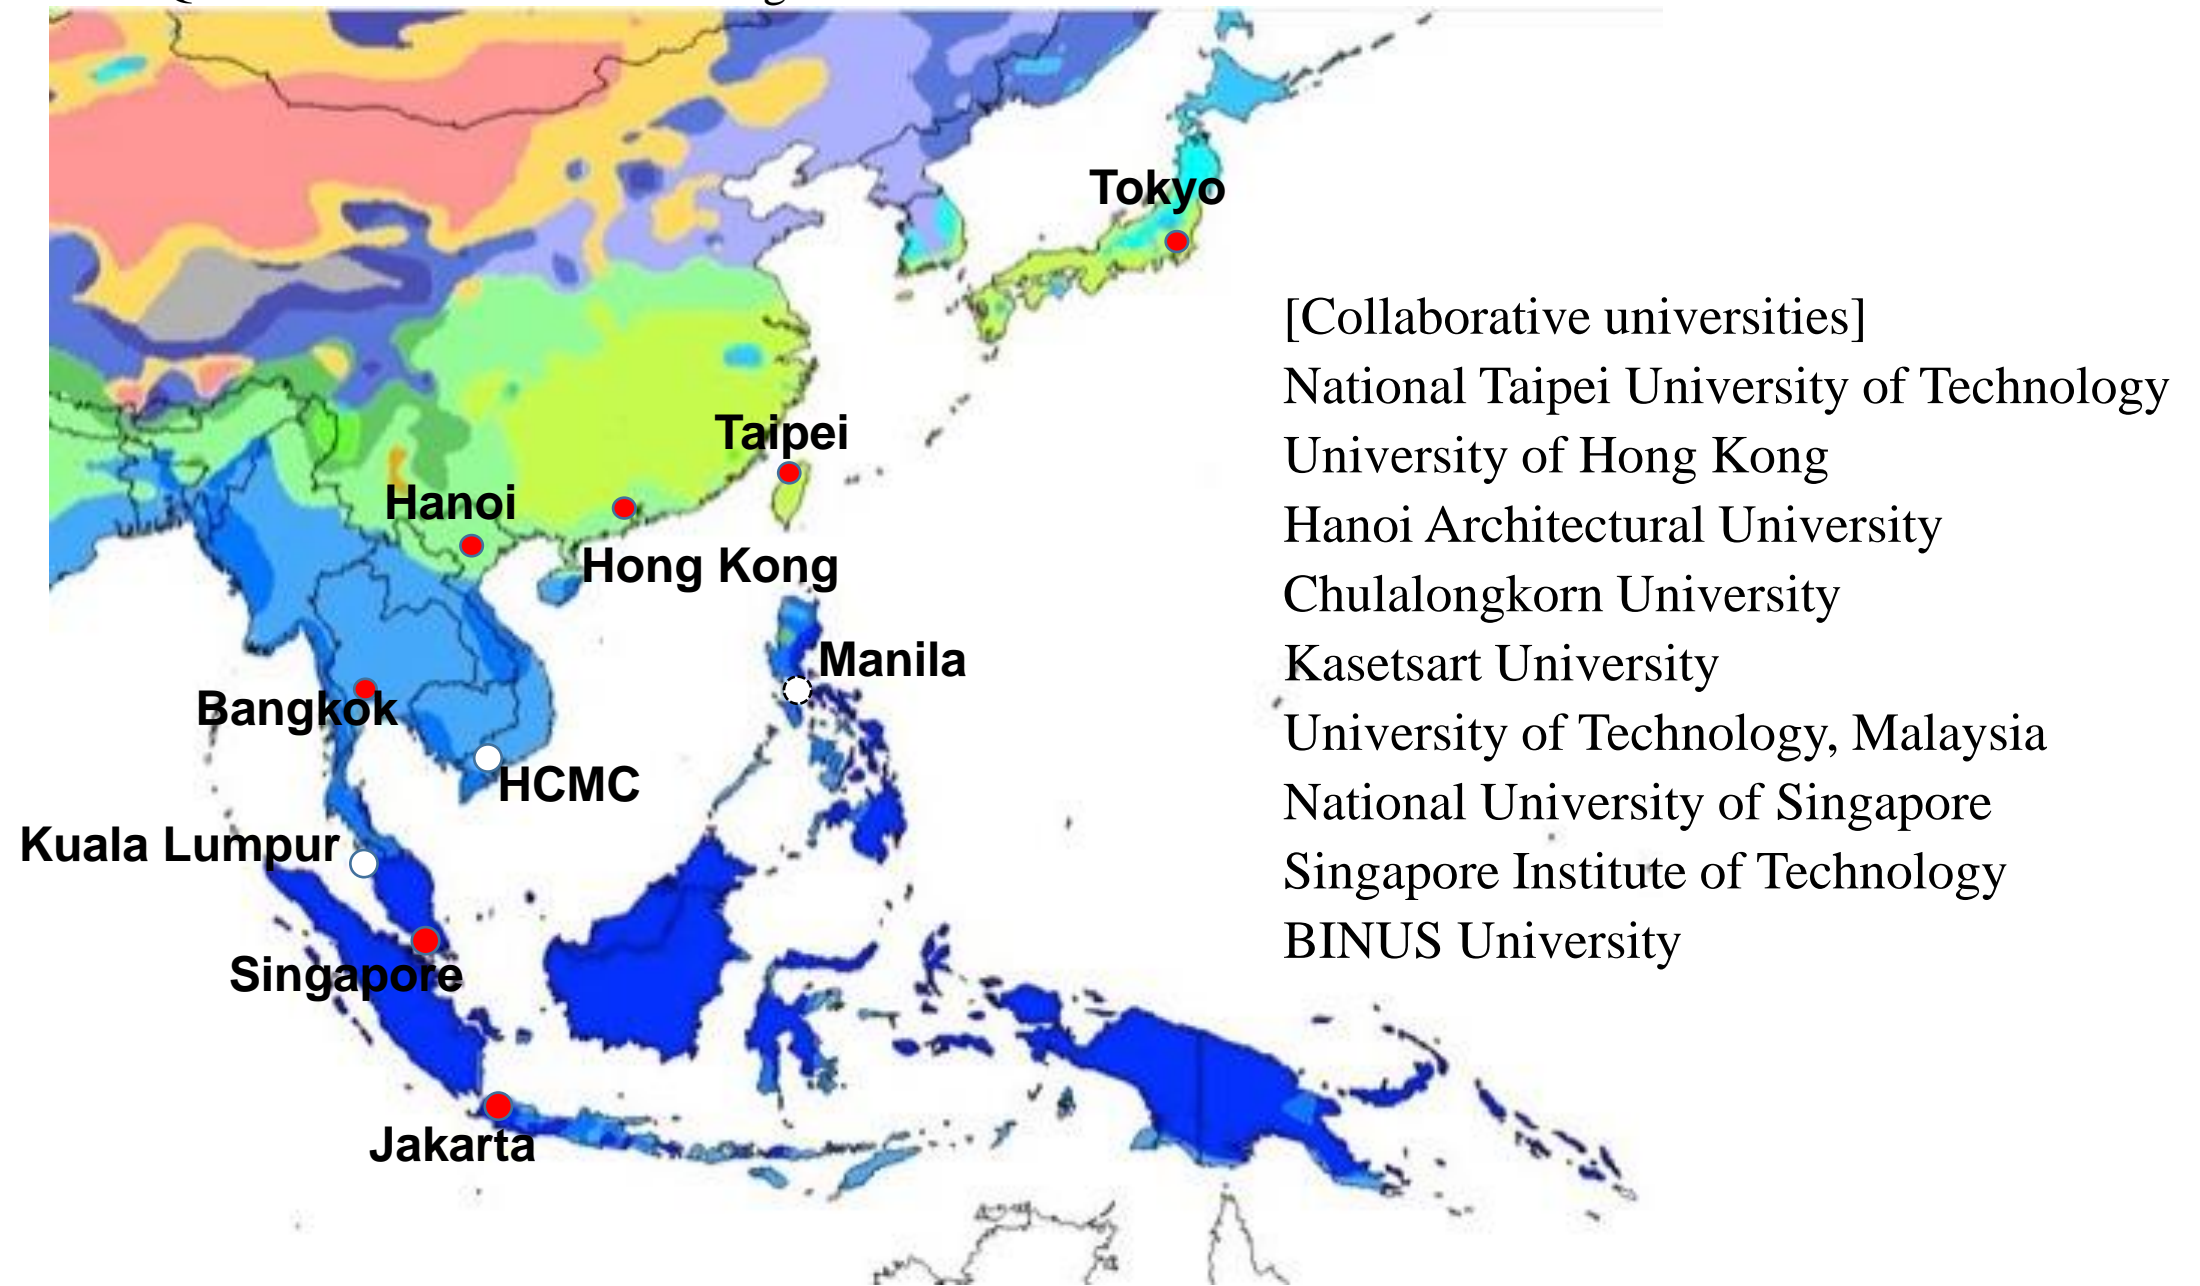 Tokyo
[Collaborative universities]
National Taipei University of Technology
Taipei
University of Hong Kong
Hanoi
Hanoi Architectural University
Hong Kong
Chulalongkorn University
Manila
Kasetsart University
Bangkok
University of Technology, Malaysia
HCMC
National University of Singapore
Kuala Lumpur
Singapore Institute of Technology
Singapore
BINUS University
Jakarta